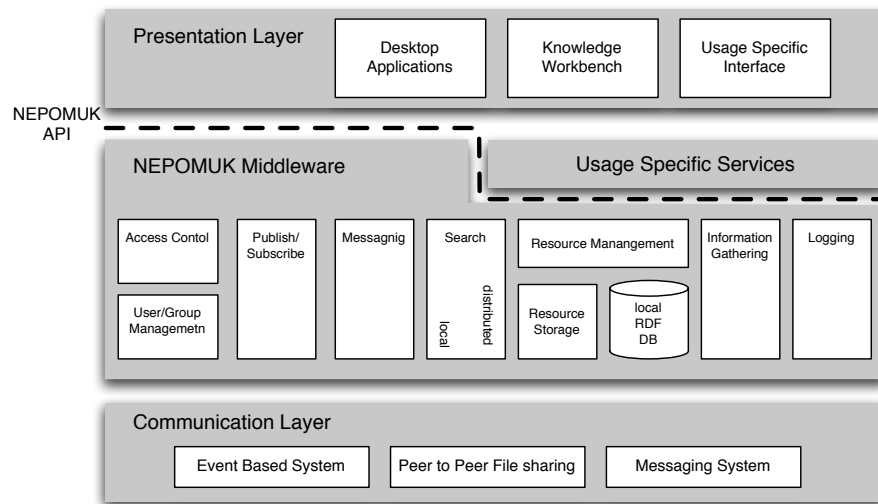 Presentation Layer
Desktop
Applications
Knowledge
Workbench
Usage Specific
Interface
NEPOMUK
API
NEPOMUK Middleware
Usage Specific Services
Access Contol
Publish/
Subscribe
Messagnig
Search
local
distributed
Resource Mangengement
Information
Gathering
Logging
User/Group
Managemetn
Resource
Storage
local
RDF
DB
Communication Layer
Event Based System
Peer to Peer File sharing
Messaging System